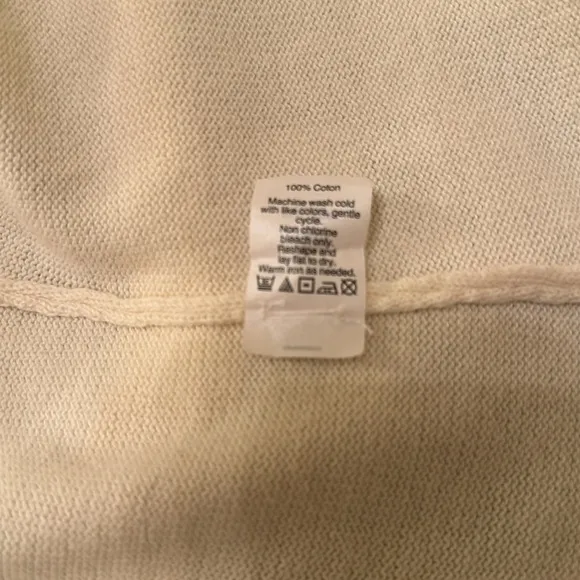 100% Coton
Machine wash cold
with like colors, gentle
cycle.
Non chlorine
bleach only.
Reshape and
lay flat to dry.
Warm iron as needed.